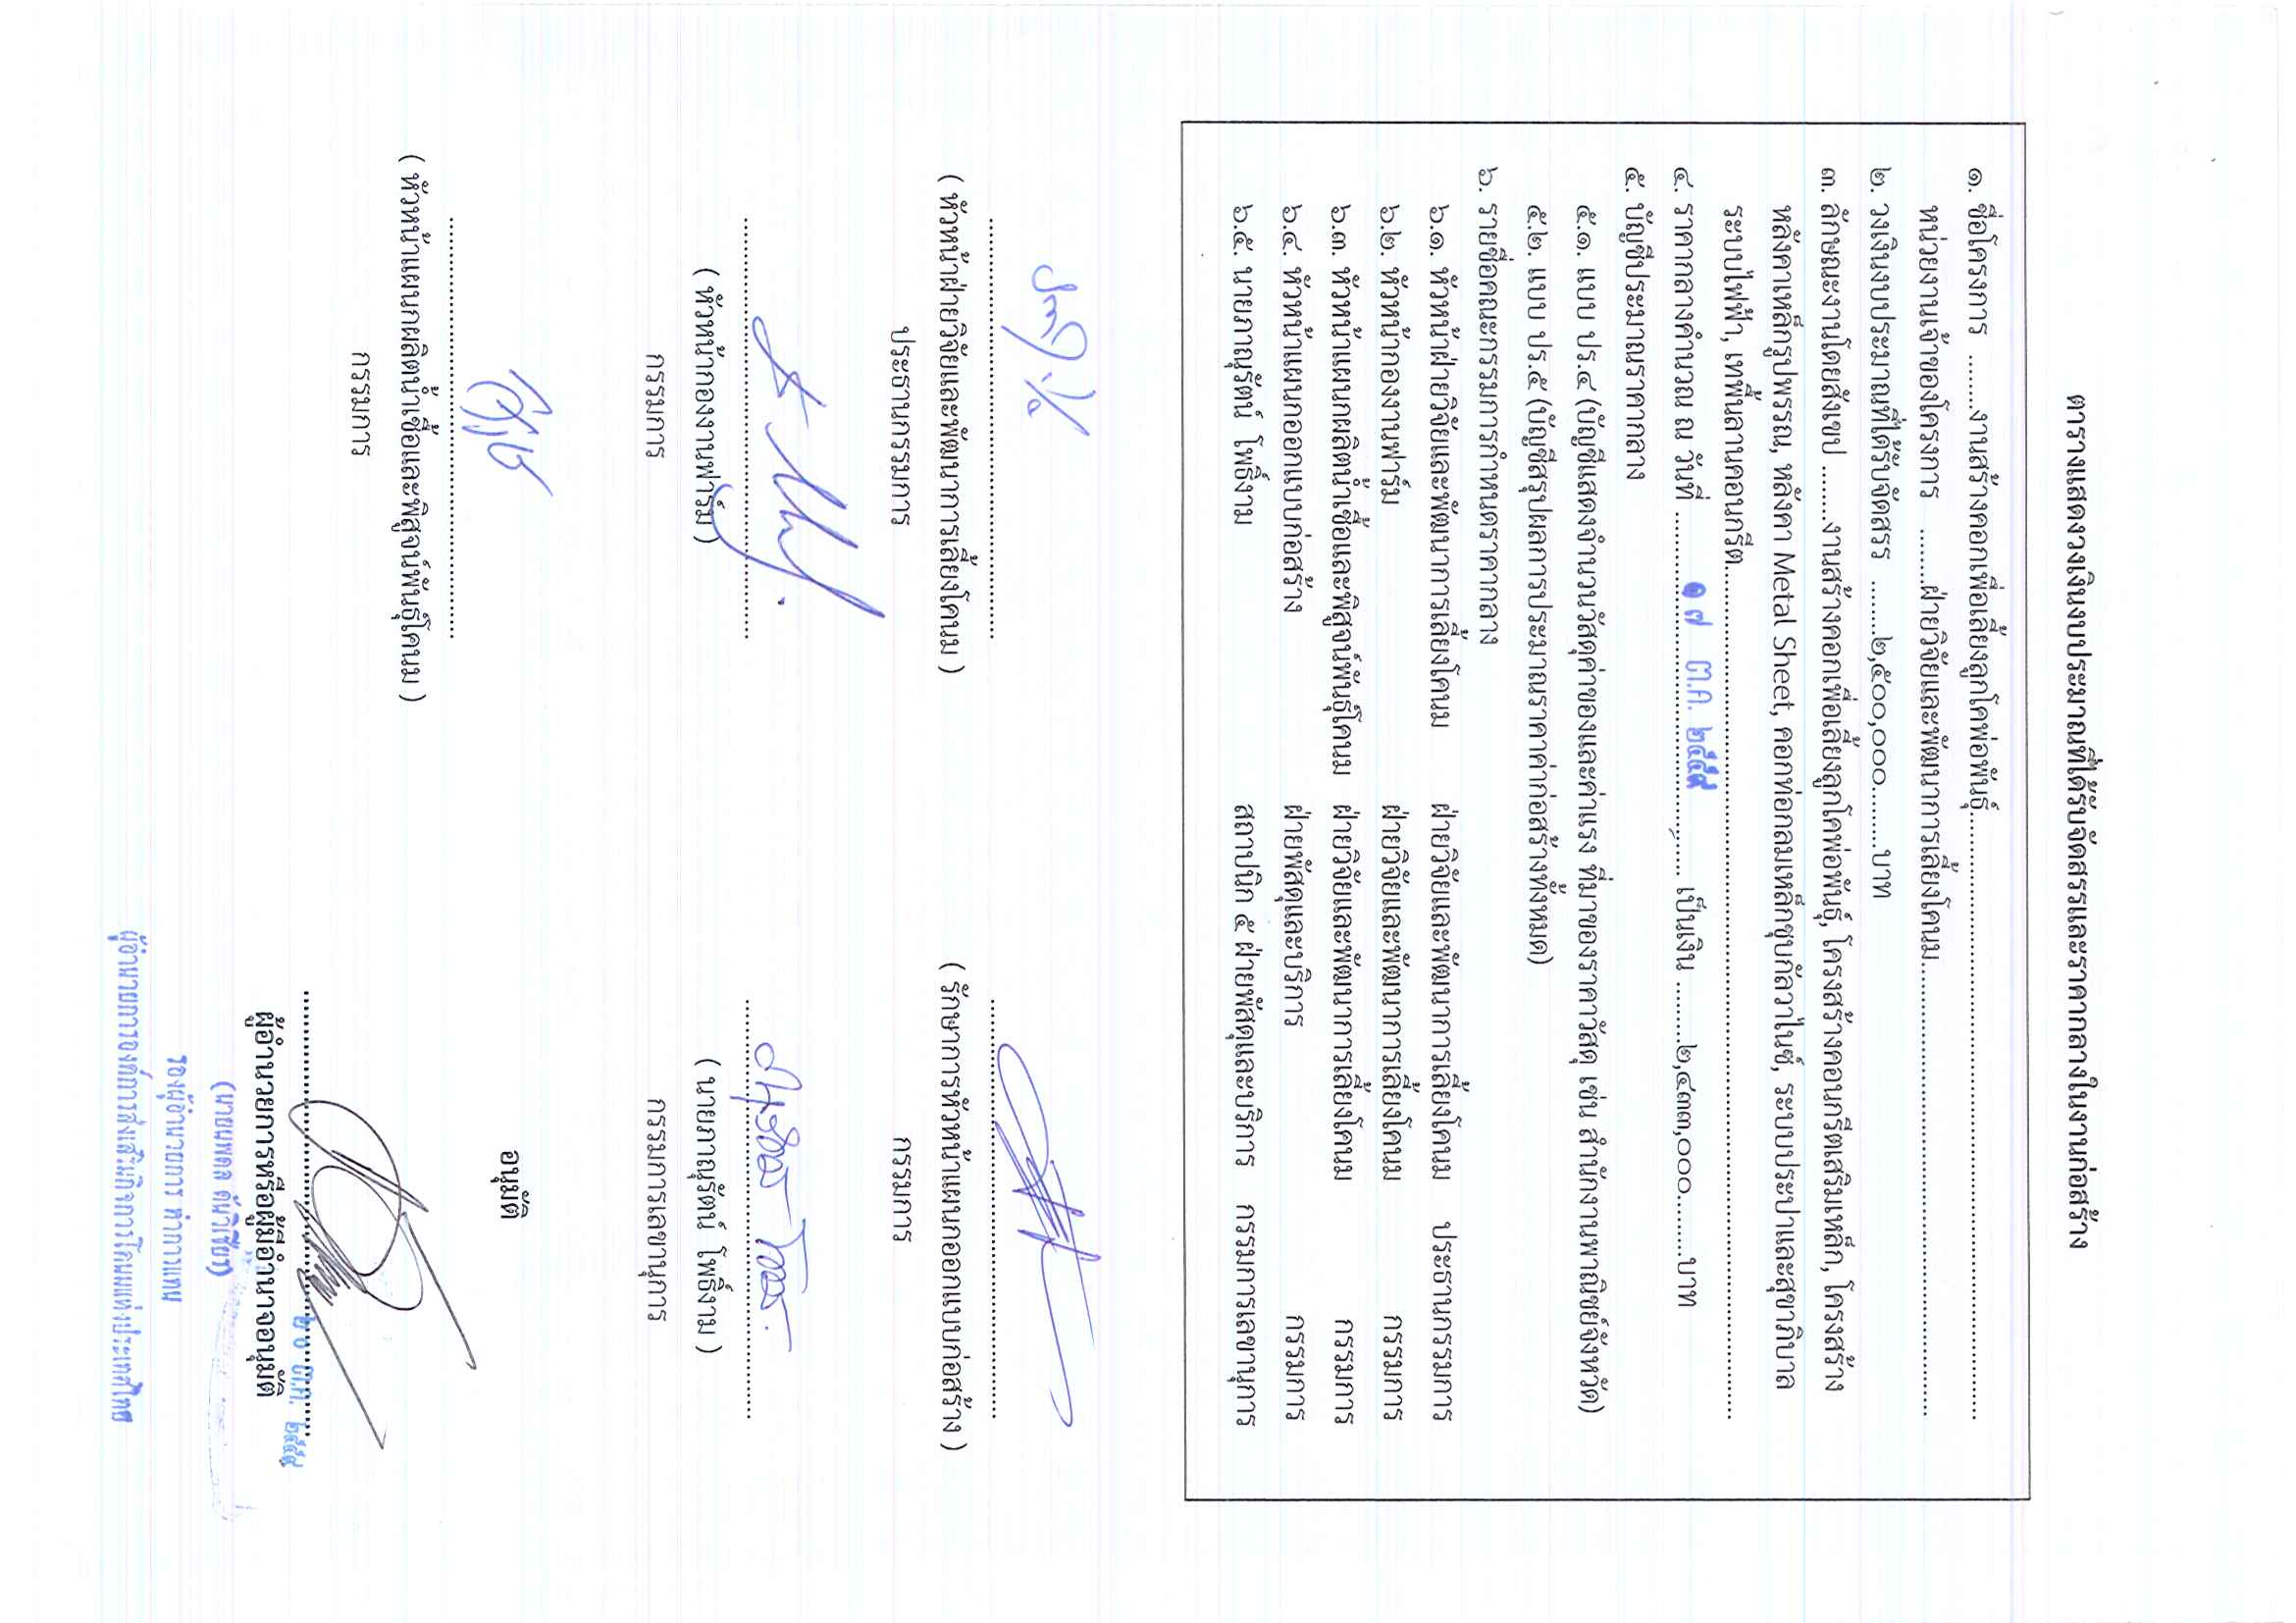 ตารางแสดงวงเงินงบประมาณที่ได้รับจัดสรรและราคากลางในงานก่อสร้าง
๑. ชื่อโครงการ .......งานสร้างคอกเพื่อเลี้ยงลูกโคพ่อพันธุ์.......
หน่วยงานเจ้าของโครงการ .......ฝ่ายวิจัยและพัฒนาการเลี้ยงโคนม.......
๒. วงเงินงบประมาณที่ได้รับจัดสรร .......๒,๕๐๐,๐๐๐.......บาท
๓. ลักษณะงานโดยสังเขป .......งานสร้างคอกเพื่อเลี้ยงลูกโคพ่อพันธุ์, โครงสร้างคอนกรีตเสริมเหล็ก, โครงสร้าง
หลังคาเหล็กรูปพรรณ, หลังคา Metal Sheet, คอกท่อกลมเหล็กชุบกัลวาไนซ์, ระบบประปาและสุขาภิบาล
ระบบไฟฟ้า, เทพื้นลานคอนกรีต.......
๔. ราคากลางคำนวณ ณ วันที่ ....... ๑๗ ต.ค. ๒๕๕๙ ....... เป็นเงิน .......๒,๔๓๓,๐๐๐.......บาท
๕. บัญชีประมาณราคากลาง
๕.๑. แบบ ปร.๔ (บัญชีแสดงจำนวนวัสดุค่าของและค่าแรง ที่มาของราคาวัสดุ เช่น สำนักงานพาณิชย์จังหวัด)
๕.๒. แบบ ปร.๕ (บัญชีสรุปผลการประมาณราคาค่าก่อสร้างทั้งหมด)
๖. รายชื่อคณะกรรมการกำหนดราคากลาง
๖.๑. หัวหน้าฝ่ายวิจัยและพัฒนาการเลี้ยงโคนม ฝ่ายวิจัยและพัฒนาการเลี้ยงโคนม ประธานกรรมการ
๖.๒. หัวหน้ากองงานฟาร์ม ฝ่ายวิจัยและพัฒนาการเลี้ยงโคนม กรรมการ
๖.๓. หัวหน้าแผนกผลิตน้ำเชื้อและพิสูจน์พันธุ์โคนม ฝ่ายวิจัยและพัฒนาการเลี้ยงโคนม กรรมการ
๖.๔. หัวหน้าแผนกออกแบบก่อสร้าง ฝ่ายพัสดุและบริการ กรรมการ
๖.๕. นายภาณุรัตน์ โพธิ์งาม สถาปนิก ๕ ฝ่ายพัสดุและบริการ กรรมการเลขานุการ
( หัวหน้าฝ่ายวิจัยและพัฒนาการเลี้ยงโคนม ) ( รักษาการหัวหน้าแผนกออกแบบก่อสร้าง )
ประธานกรรมการ กรรมการ
( หัวหน้ากองงานฟาร์ม ) ( นายภาณุรัตน์ โพธิ์งาม )
กรรมการ กรรมการเลขานุการ
อนุมัติ
( หัวหน้าแผนกผลิตน้ำเชื้อและพิสูจน์พันธุ์โคนม )
กรรมการ
๒๐ ต.ค. ๒๕๕๙
ผู้อำนวยการหรือผู้มีอำนาจอนุมัติ
(นายนพดล ตันวิเชียร)
รองผู้อำนวยการ ทำการแทน
ผู้อำนวยการองค์การส่งเสริมกิจการโคนมแห่งประเทศไทย